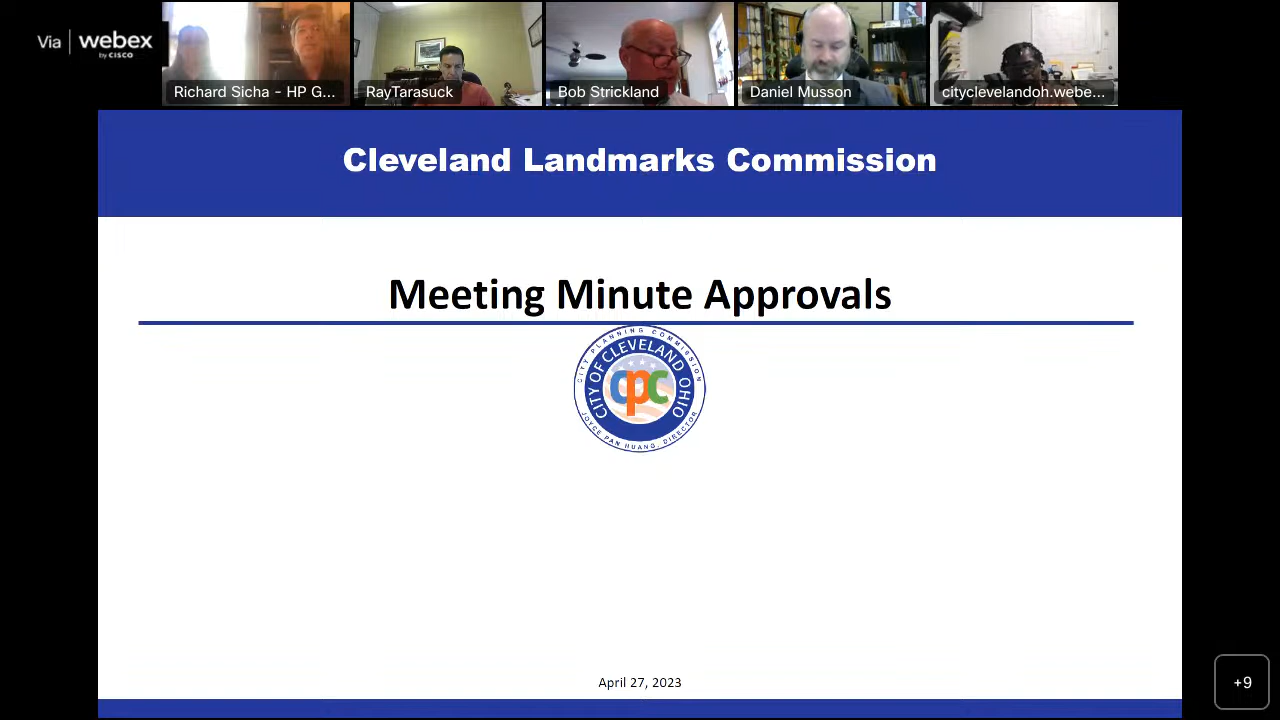 Via | webex
by CISCO
Richard Sicha - HP G...
RayTarasuck
Bob Strickland
Daniel Musson
cityclevelandoh.webe...
Cleveland Landmarks Commission
Meeting Minute Approvals
CITY PLANNING COMMISSION
CITY OF CLEVELAND OHIO
cpc
JOYCE PAN HUANG, DIRECTOR
April 27, 2023
+9